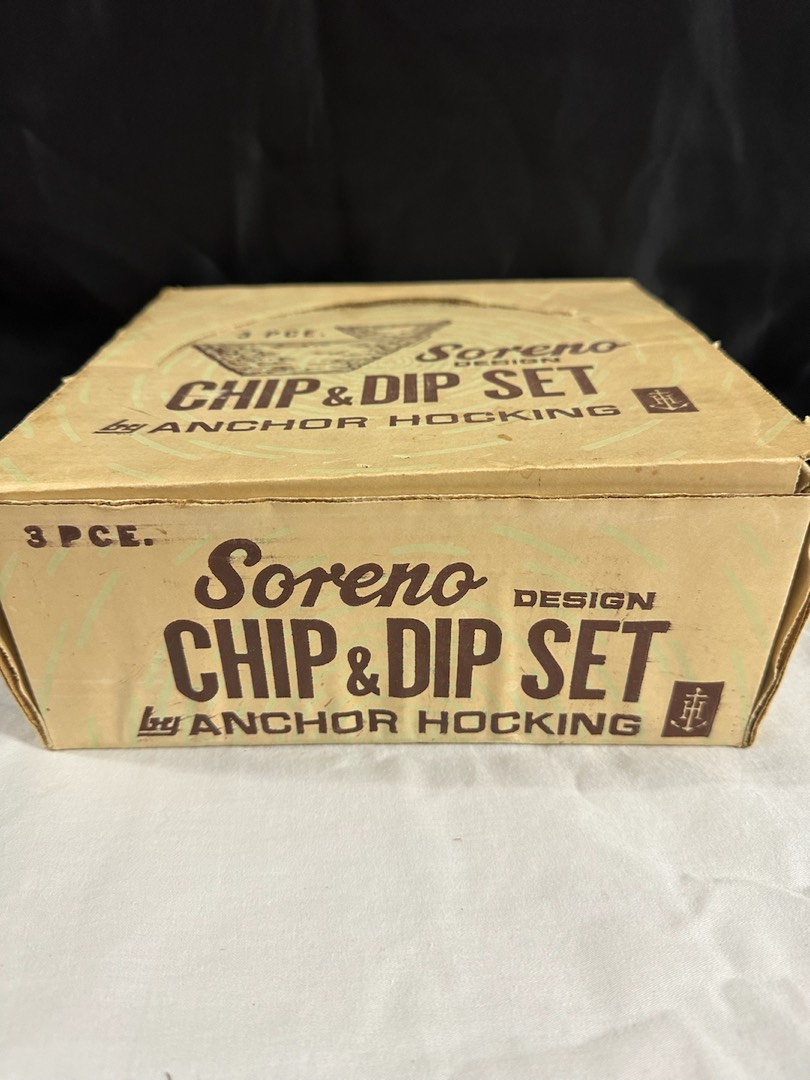 3 PCE.
Soreno
DESIGN
CHIP & DIP SET
by ANCHOR HOCKING
3 PCE.
Soreno DESIGN
CHIP & DIP SET
by ANCHOR HOCKING